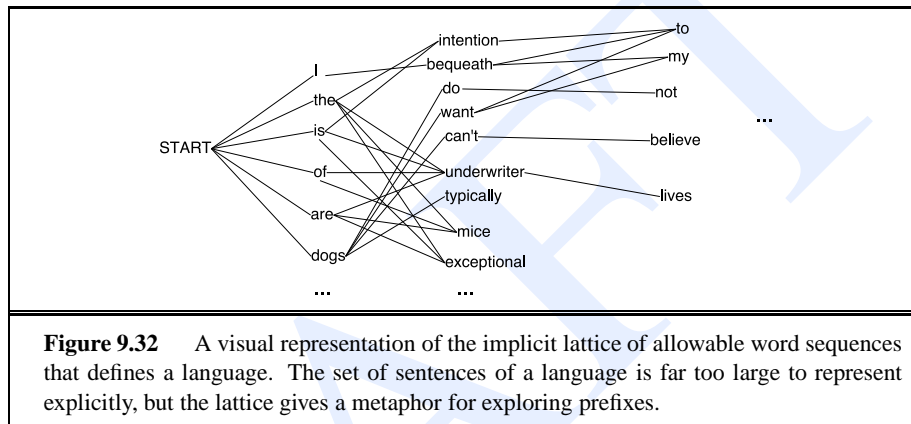 to
intention
my
bequeath
I
do
not
the
want
...
is
can't
believe
START
of
underwriter
typically
lives
are
mice
dogs
exceptional
... ...
Figure 9.32 A visual representation of the implicit lattice of allowable word sequences
that defines a language. The set of sentences of a language is far too large to represent
explicitly, but the lattice gives a metaphor for exploring prefixes.